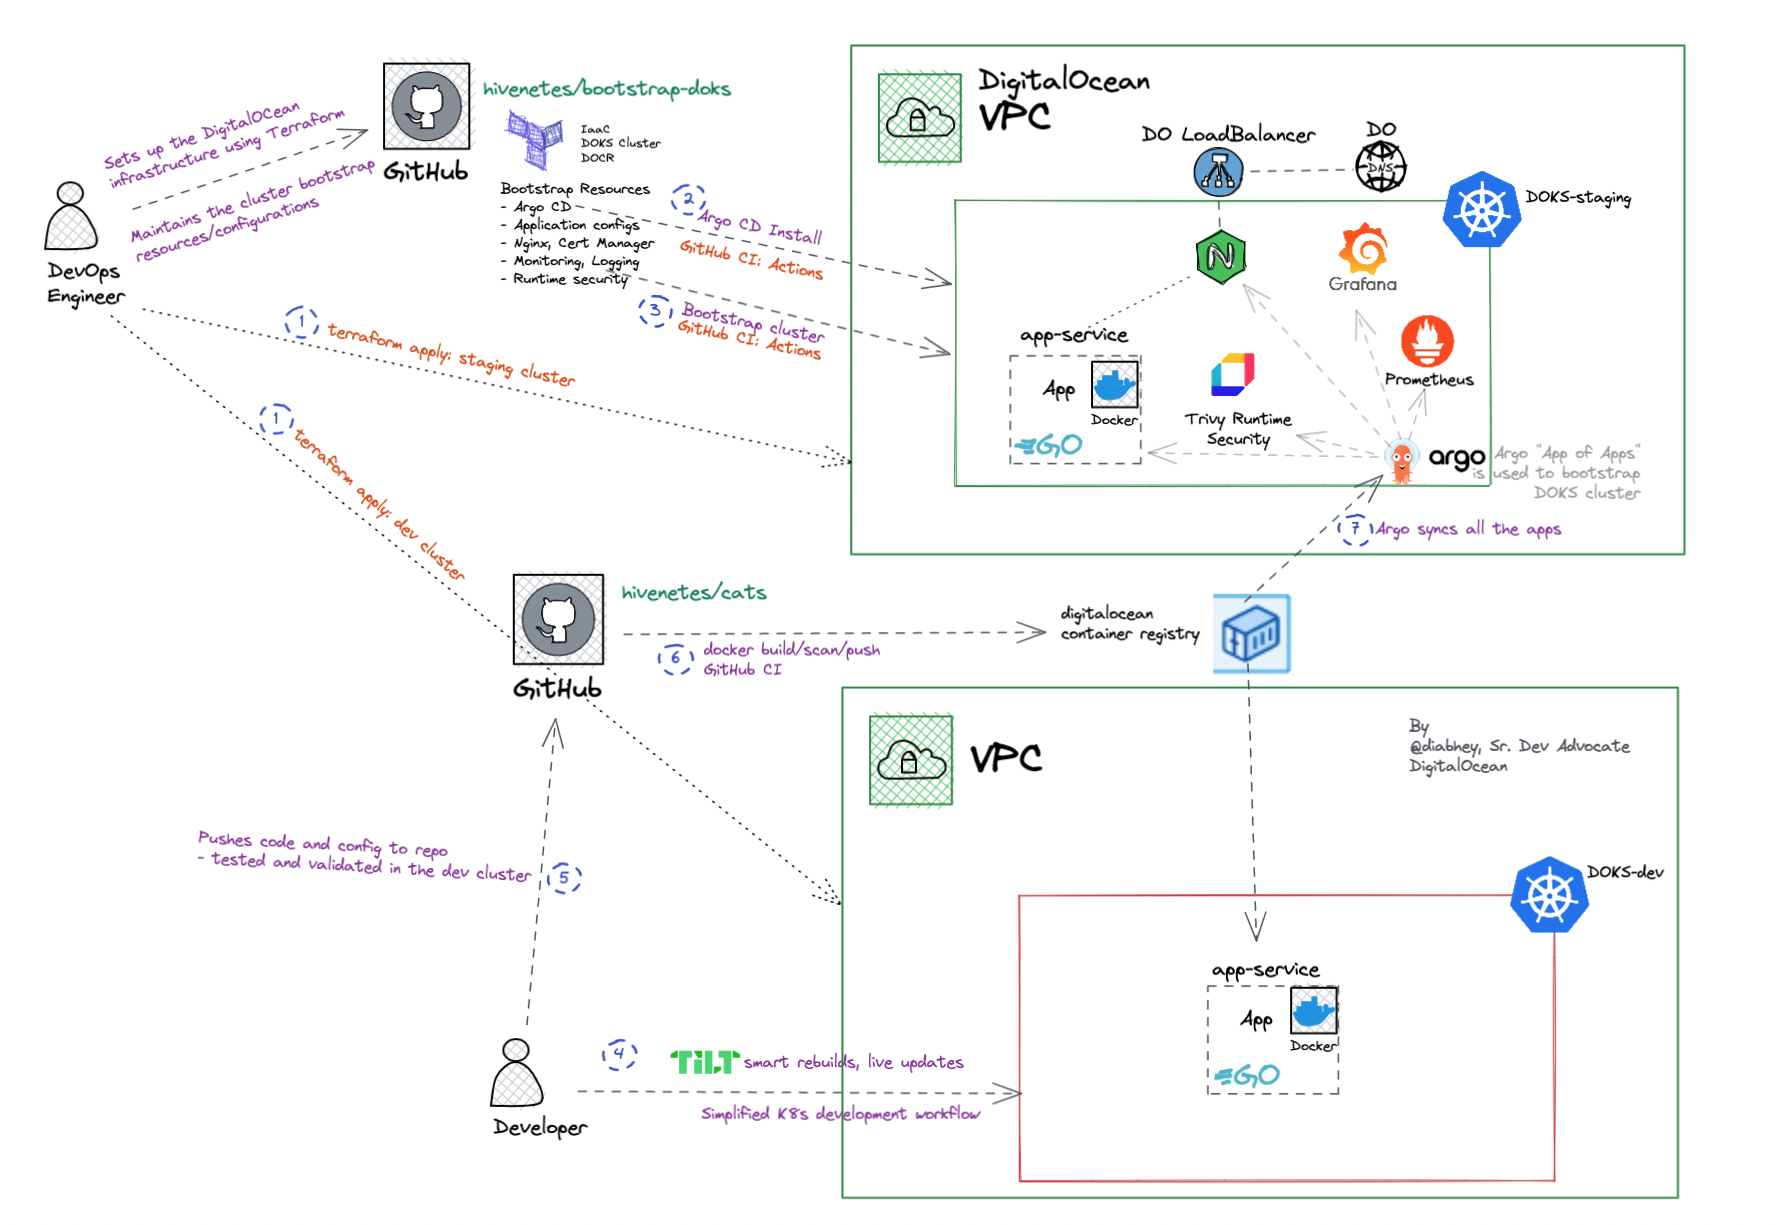 Sets up the DigitalOCean
infrastructure using Terraform
Maintains the cluster bootstrap
resources/configurations
DevOps
Engineer
GitHub
hivenetes/bootstrap-doks
IaaC
DOKS Cluster
DOCR
Bootstrap Resources
- Argo CD
- Application configs
- Nginx, Cert Manager
- Monitoring, Logging
- Runtime security
2
Argo CD Install
GitHub CI: Actions
3
Bootstrap cluster
GitHub CI: Actions
1
terraform apply: staging cluster
1
terraform apply: dev cluster
DigitalOcean
VPC
DO LoadBalancer
DO
DNS
DOKS-staging
N
Grafana
Prometheus
app-service
App
Docker
GO
Trivy Runtime
Security
argo
Argo "App of Apps"
is used to bootstrap
DOKS cluster
7
Argo syncs all the apps
GitHub
hivenetes/cats
6
docker build/scan/push
GitHub CI
digitalocean
container registry
VPC
By
@diabhey, Sr. Dev Advocate
DigitalOcean
DOKS-dev
Pushes code and config to repo
- tested and validated in the dev cluster
5
app-service
App
Docker
GO
4
TiLT
smart rebuilds, live updates
Simplified K8s development workflow
Developer